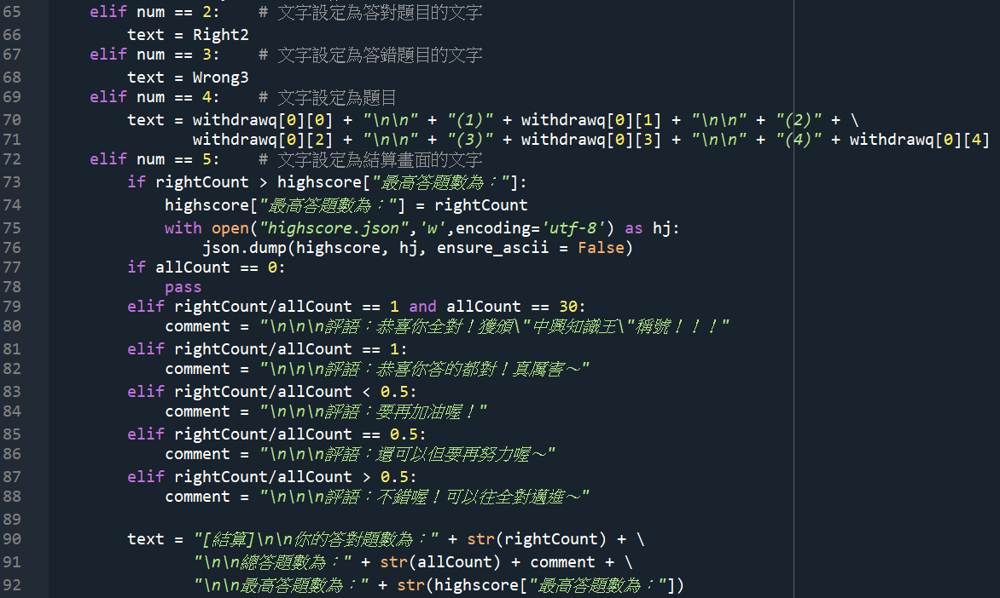 65 elif num == 2:    # 文字設定為答對題目的文字
66 text = Right2
67 elif num == 3:    # 文字設定為答錯題目的文字
68 text = Wrong3
69 elif num == 4:    # 文字設定為題目
70 text = withdrawq[0][0] + "\n\n" + "(1)" + withdrawq[0][1] + "\n\n" + "(2)" + \
71 withdrawq[0][2] + "\n\n" + "(3)" + withdrawq[0][3] + "\n\n" + "(4)" + withdrawq[0][4]
72 elif num == 5:    # 文字設定為結算畫面的文字
73 if rightCount > highscore["最高答題數為："]:
74 highscore["最高答題數為："] = rightCount
75 with open("highscore.json",'w',encoding='utf-8') as hj:
76 json.dump(highscore, hj, ensure_ascii = False)
77 if allCount == 0:
78 pass
79 elif rightCount/allCount == 1 and allCount == 30:
80 comment = "\n\n\n評語：恭喜你全對！獲頒\"中興知識王\"稱號！！！"
81 elif rightCount/allCount == 1:
82 comment = "\n\n\n評語：恭喜你答的都對！真厲害～"
83 elif rightCount/allCount < 0.5:
84 comment = "\n\n\n評語：要再加油喔！"
85 elif rightCount/allCount == 0.5:
86 comment = "\n\n\n評語：還可以但要再努力喔～"
87 elif rightCount/allCount > 0.5:
88 comment = "\n\n\n評語：不錯喔！可以往全對邁進～"
89
90 text = "[結算]\n\n你的答對題數為：" + str(rightCount) + \
91 "\n\n總答題數為：" + str(allCount) + comment + \
92 "\n\n最高答題數為：" + str(highscore["最高答題數為："])